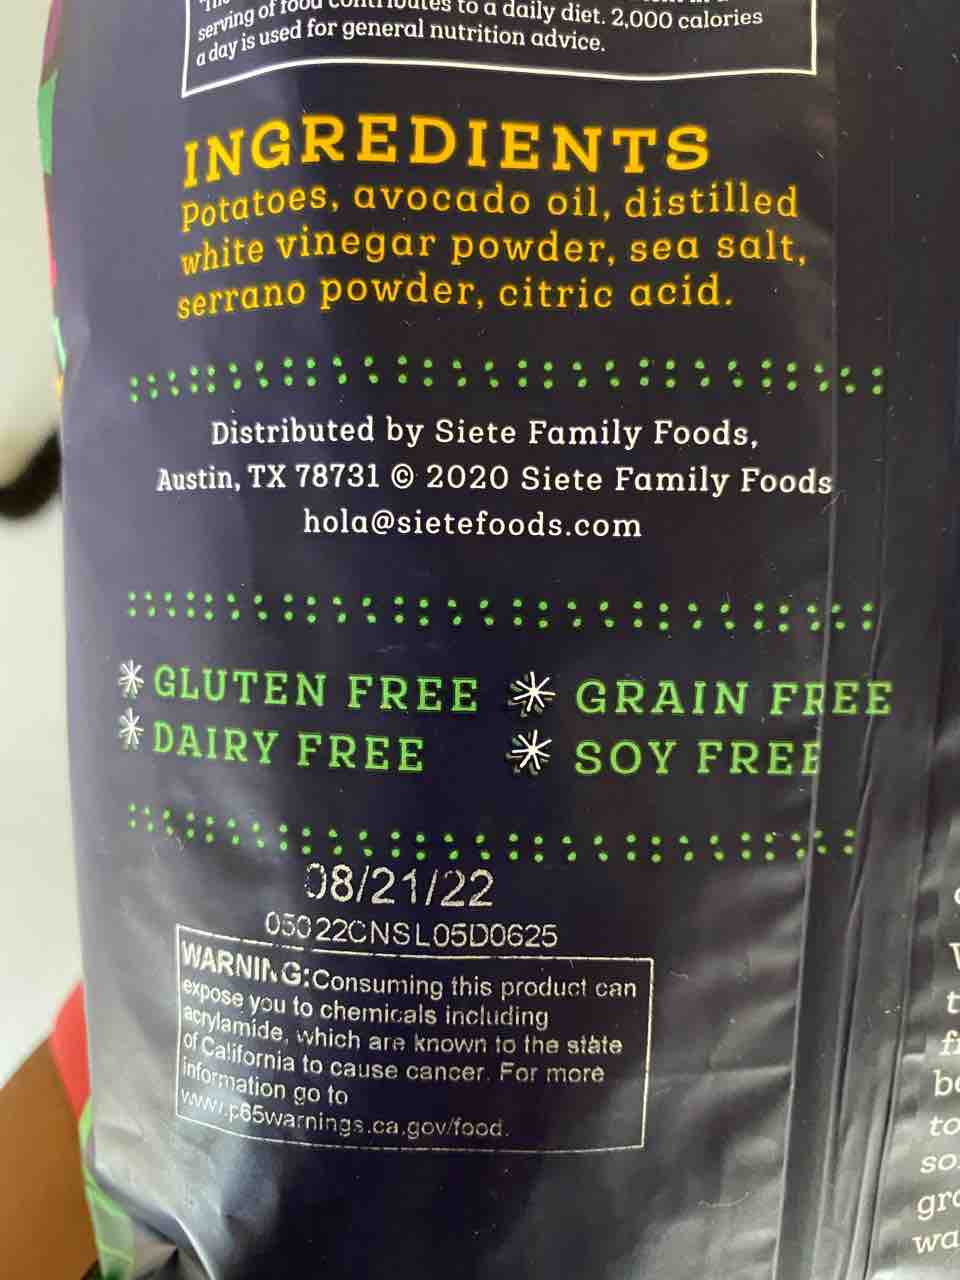 serving of food contributes to a daily diet. 2,000 calories
a day is used for general nutrition advice.
INGREDIENTS
Potatoes, avocado oil, distilled
white vinegar powder, sea salt,
serrano powder, citric acid.
Distributed by Siete Family Foods,
Austin, TX 78731 © 2020 Siete Family Foods
hola@sietefoods.com
* GLUTEN FREE * GRAIN FREE
* DAIRY FREE * SOY FREE
08/21/22
05022CNSL05D0625
WARNING:Consuming this product can
expose you to chemicals including
acrylamide, which are known to the state
of California to cause cancer. For more
information go to
www.p65warnings.ca.gov/food.